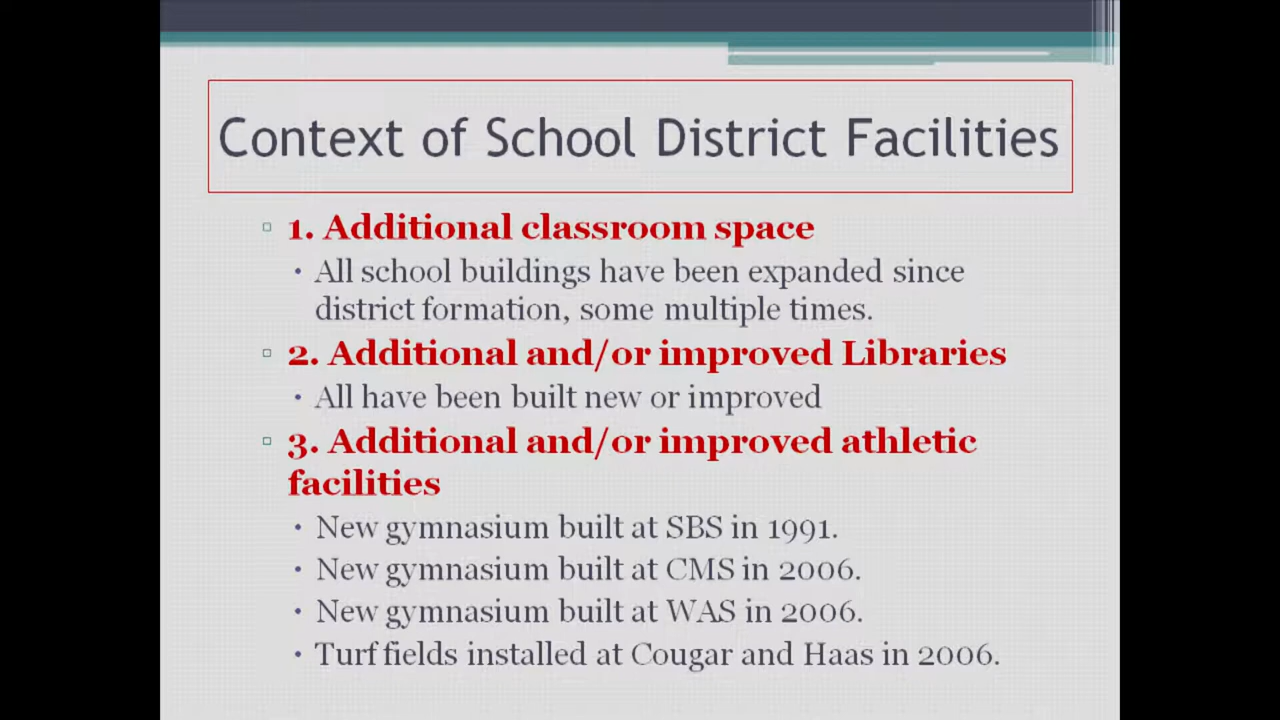 Context of School District Facilities
1. Additional classroom space
All school buildings have been expanded since
district formation, some multiple times.
2. Additional and/or improved Libraries
All have been built new or improved
3. Additional and/or improved athletic
facilities
New gymnasium built at SBS in 1991.
New gymnasium built at CMS in 2006.
New gymnasium built at WAS in 2006.
Turf fields installed at Cougar and Haas in 2006.